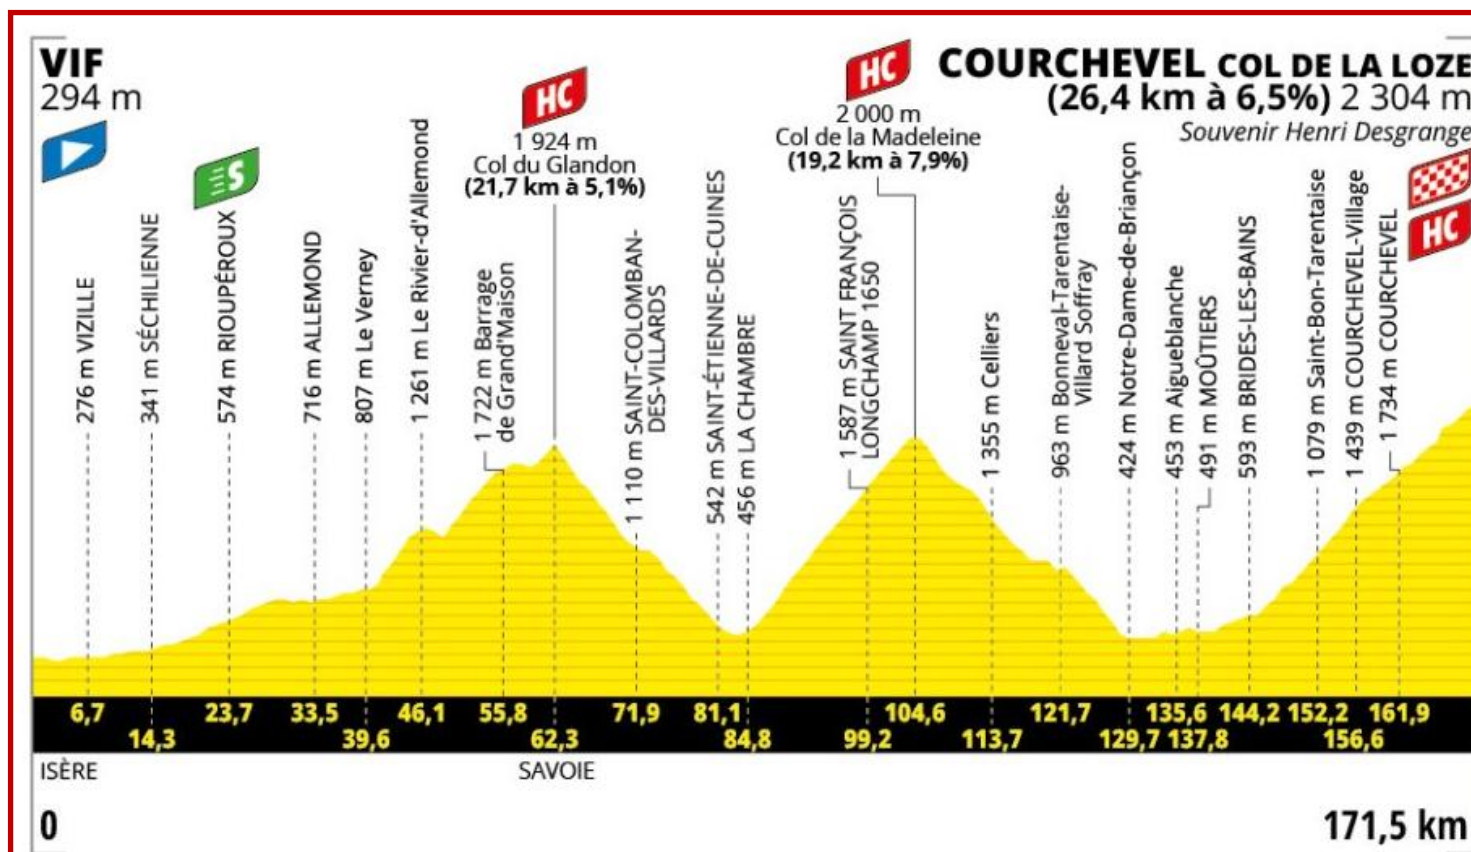 VIF
294 m
COURCHEVEL COL DE LA LOZE
(26,4 km à 6,5%) 2 304 m
Souvenir Henri Desgrange
S
HC
1 924 m
Col du Glandon
(21,7 km à 5,1%)
HC
2 000 m
Col de la Madeleine
(19,2 km à 7,9%)
HC
276 m VIZILLE
341 m SÉCHILIENNE
574 m RIOUPÉROUX
716 m ALLEMOND
807 m Le Verney
1 261 m Le Rivier-d'Allemond
1 722 m Barrage
de Grand'Maison
1 110 m SAINT-COLOMBAN-
DES-VILLARDS
542 m SAINT-ÉTIENNE-DE-CUINES
456 m LA CHAMBRE
1 587 m SAINT FRANÇOIS
LONGCHAMP 1650
1 355 m Celliers
963 m Bonneval-Tarentaise-
Villard Soffray
424 m Notre-Dame-de-Briançon
453 m Aigueblanche
491 m MOÛTIERS
593 m BRIDES-LES-BAINS
1 079 m Saint-Bon-Tarentaise
1 439 m COURCHEVEL-Village
1 734 m COURCHEVEL
6,7 23,7 33,5 46,1 55,8 71,9 81,1 104,6 121,7 135,6 144,2 152,2 161,9
14,3 39,6 62,3 84,8 99,2 113,7 129,7 137,8 156,6
ISÈRE SAVOIE
0 171,5 km